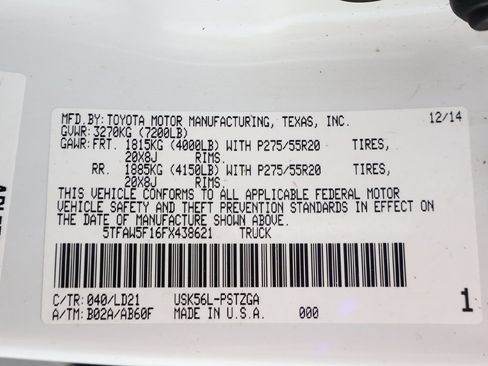 MFD.BY: TOYOTA MOTOR MANUFACTURING, TEXAS, INC. 12/14
GVWR: 3270KG (7200LB)
GAWR: FRT. 1815KG (4000LB) WITH P275/55R20 TIRES,
20X8J RIMS.
RR. 1885KG (4150LB) WITH P275/55R20 TIRES,
20X8J RIMS.
THIS VEHICLE CONFORMS TO ALL APPLICABLE FEDERAL MOTOR
VEHICLE SAFETY AND THEFT PREVENTION STANDARDS IN EFFECT ON
THE DATE OF MANUFACTURE SHOWN ABOVE.
5TFAW5F16FX438621 TRUCK
C/TR: 040/LD21 USK56L-PSTZGA 1
A/TM: B02A/AB60F MADE IN U.S.A. 000